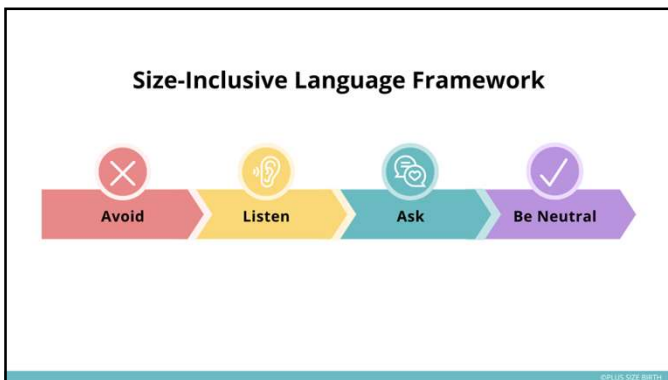 Size-Inclusive Language Framework
Avoid
Listen
Ask
Be Neutral
©PLUS SIZE BIRTH